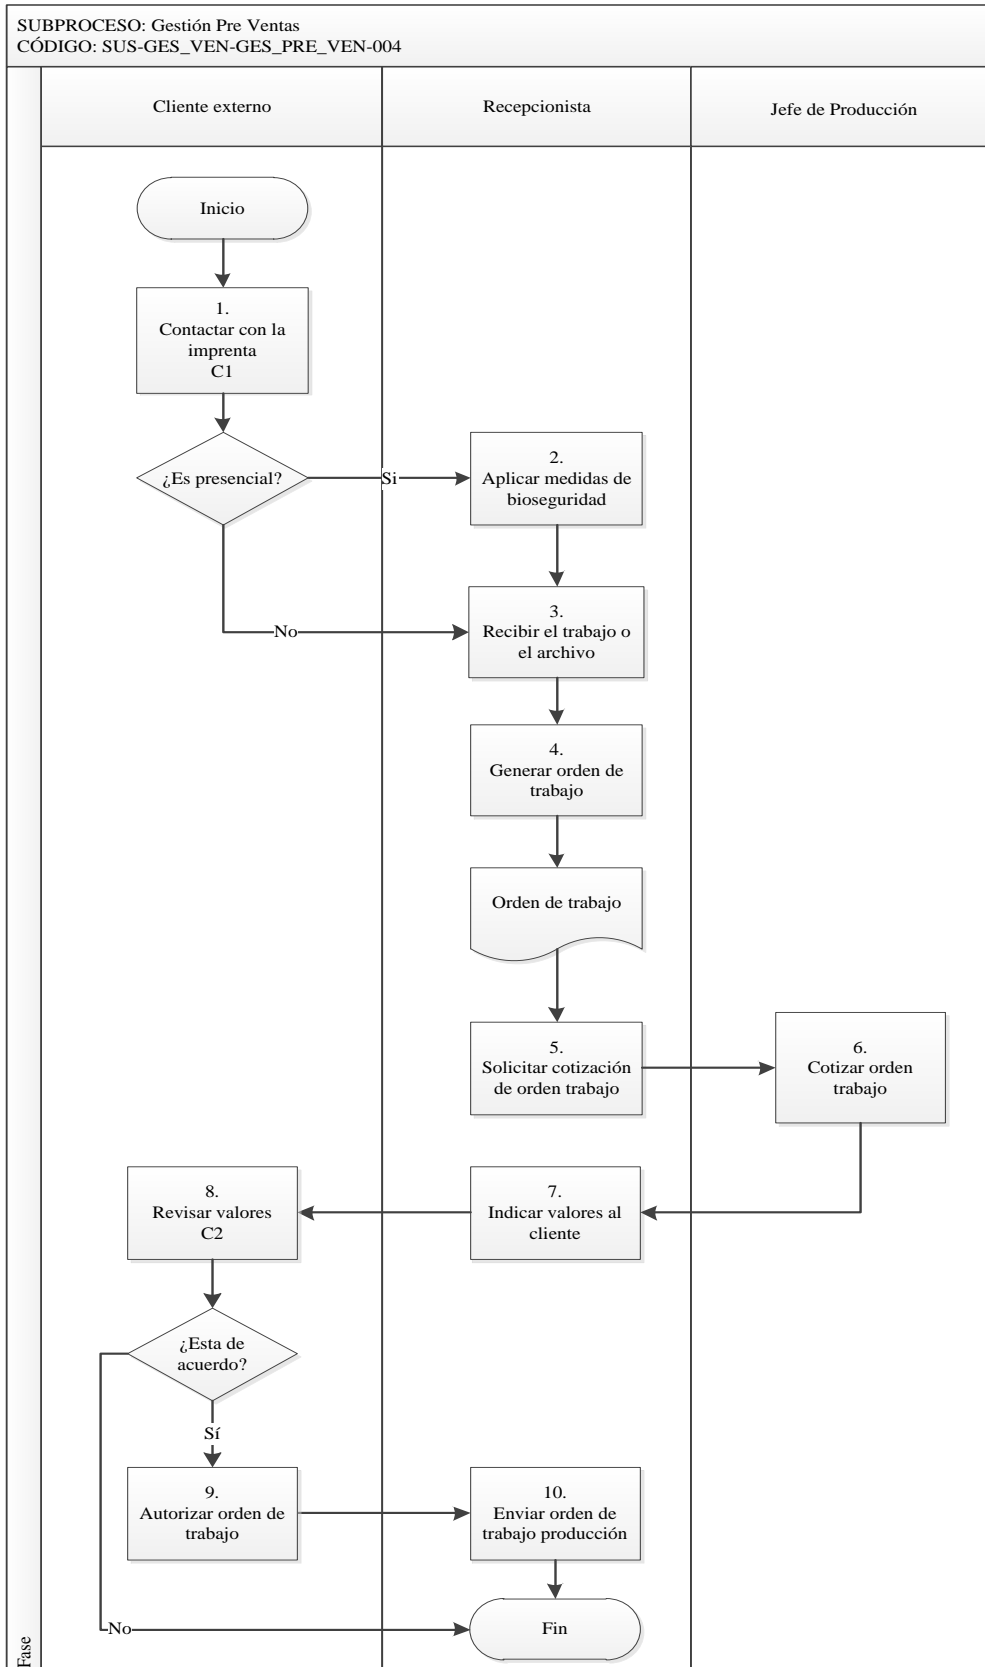 SUBPROCESO: Gestión Pre Ventas
CÓDIGO: SUS-GES_VEN-GES_PRE_VEN-004
Cliente externo
Recepcionista
Jefe de Producción
Inicio
1.
Contactar con la
imprenta
C1
¿Es presencial?
Si
2.
Aplicar medidas de
bioseguridad
No
3.
Recibir el trabajo o
el archivo
4.
Generar orden de
trabajo
Orden de trabajo
5.
Solicitar cotización
de orden trabajo
6.
Cotizar orden
trabajo
7.
Indicar valores al
cliente
8.
Revisar valores
C2
¿Esta de
acuerdo?
Sí
9.
Autorizar orden de
trabajo
10.
Enviar orden de
trabajo producción
No
Fin
Fase